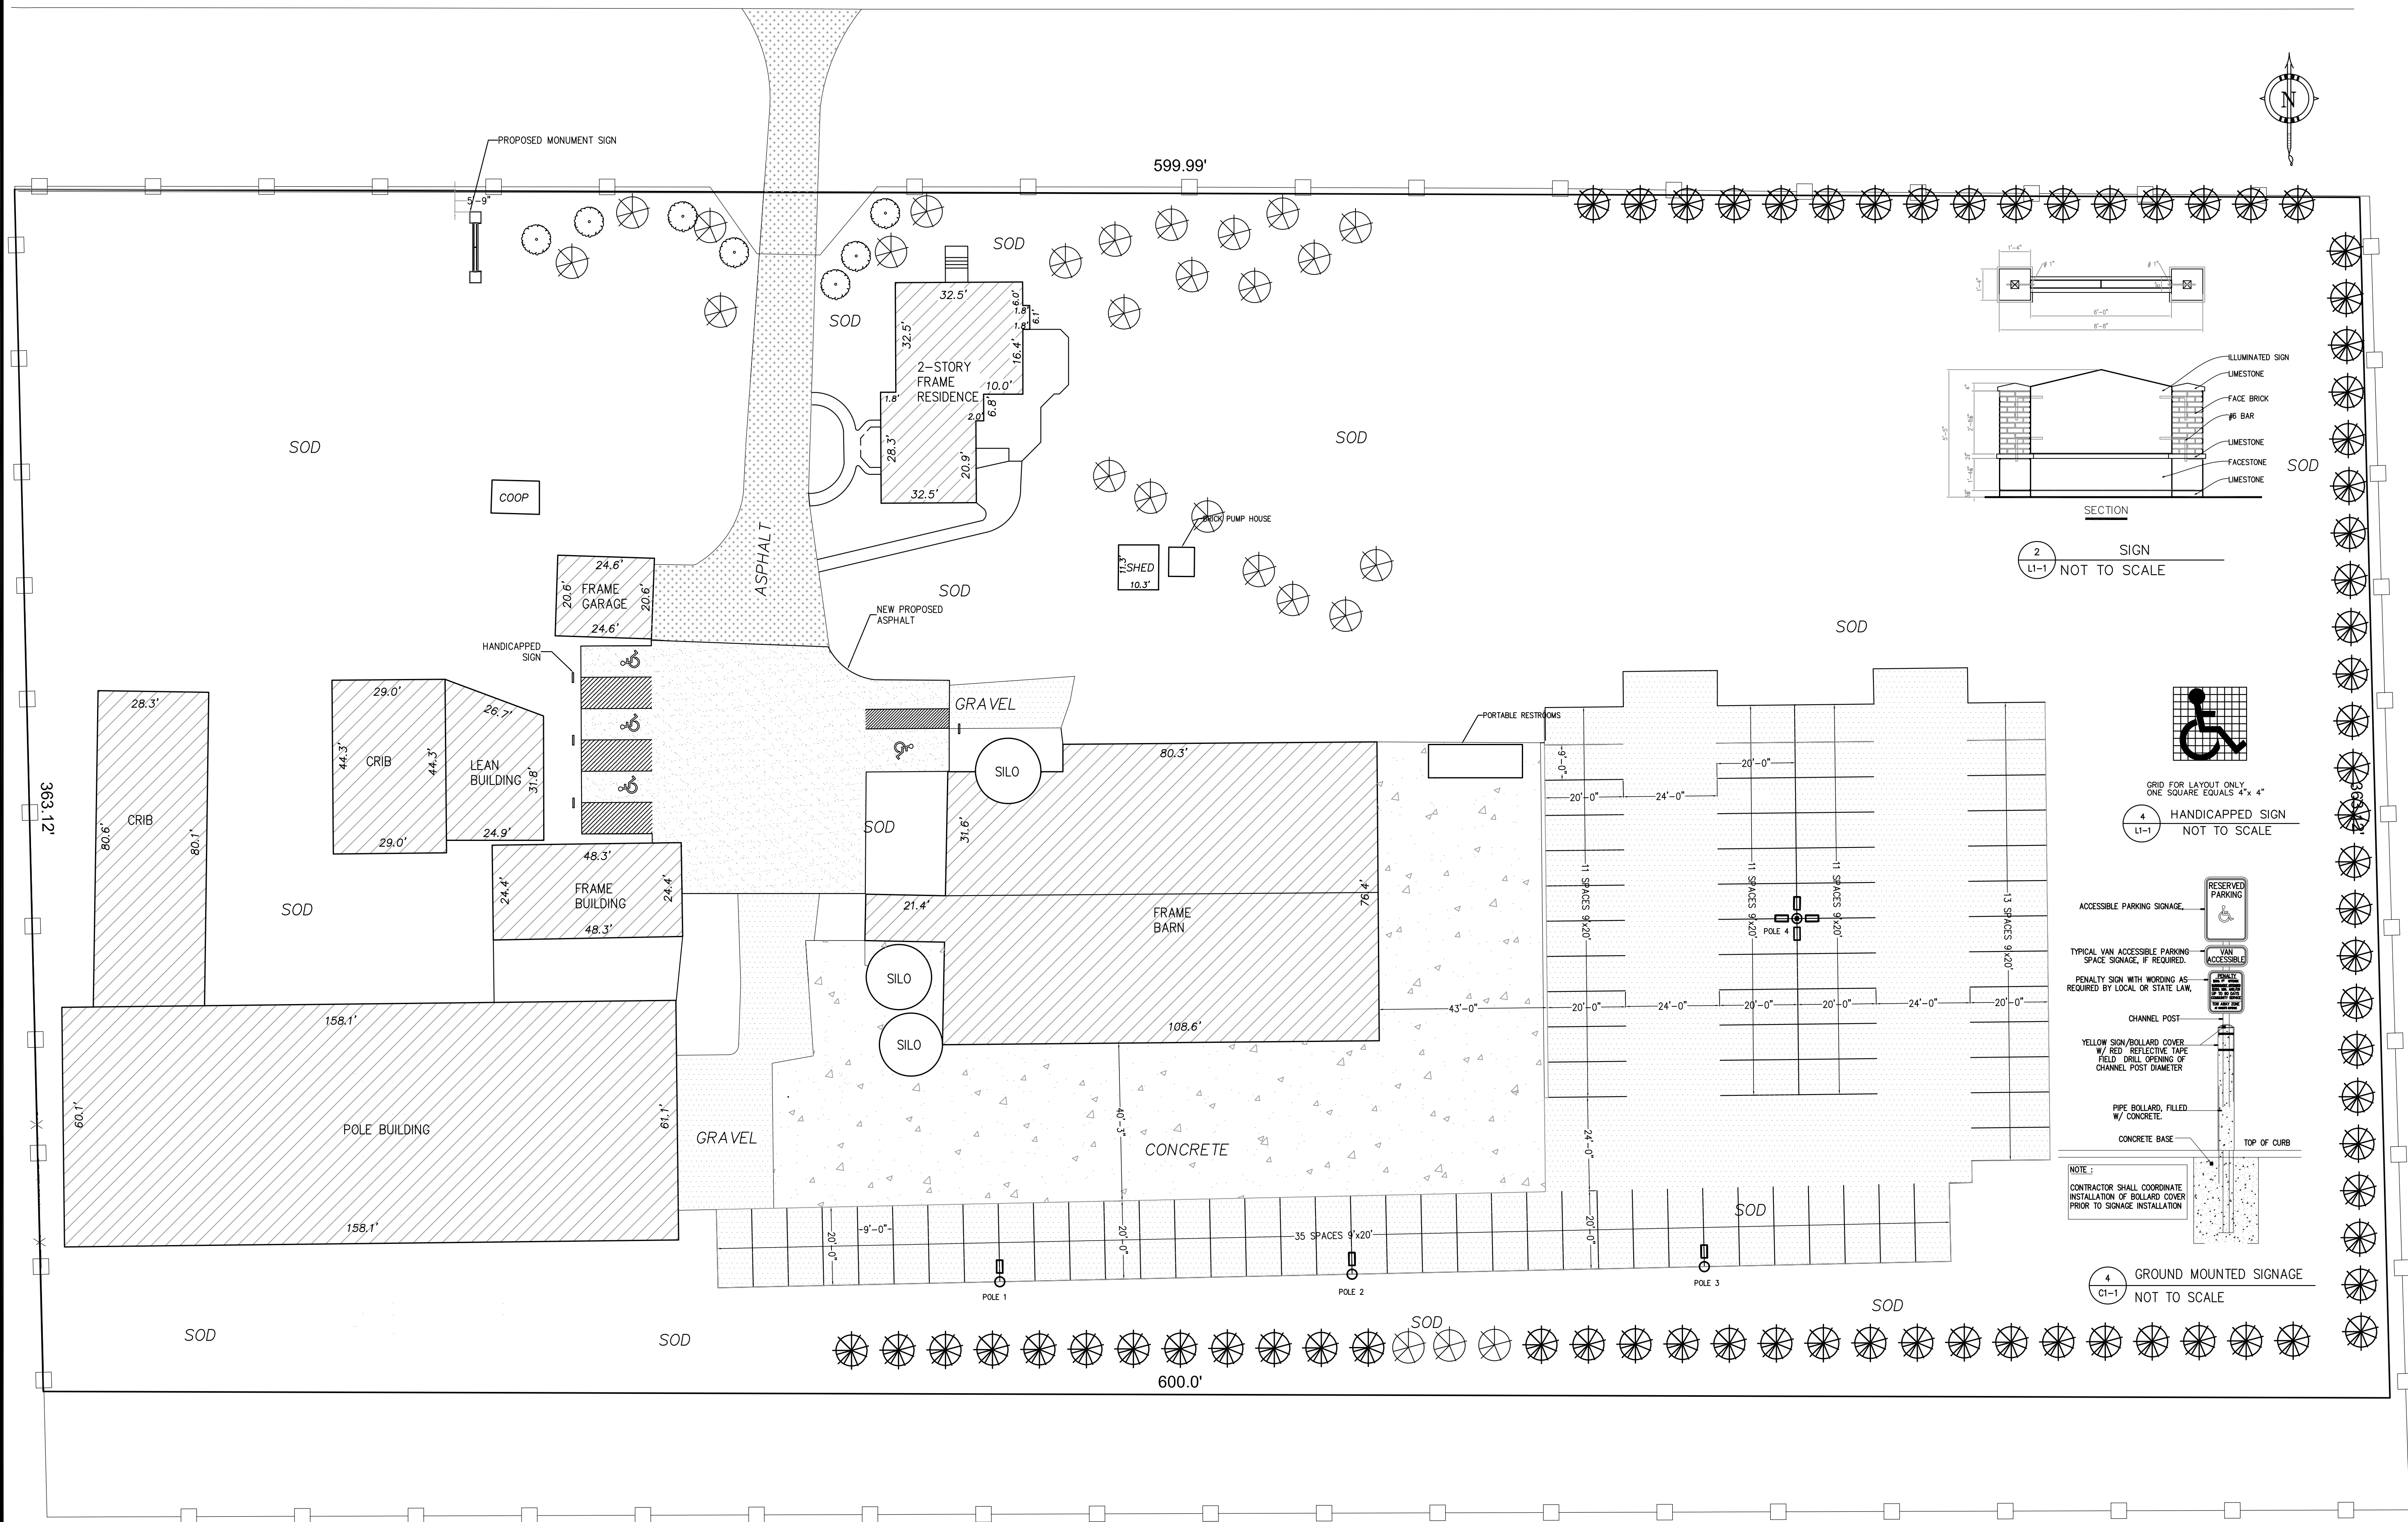 PROPOSED MONUMENT SIGN
599.99'
N
5'-9"
SOD
32.5'
6.0'
1.8'
6.1'
1.8'
SOD
32.5'
16.4'
2-STORY
FRAME
RESIDENCE
10.0'
1.8'
6.8'
2.0'
28.3'
20.9'
32.5'
SOD
SOD
COOP
ASPHALT
BRICK PUMP HOUSE
11.3'
SHED
10.3'
SOD
24.6'
20.6'
FRAME
GARAGE
20.6'
24.6'
NEW PROPOSED
ASPHALT
HANDICAPPED
SIGN
1'-4"
1'-4"
6'-0"
8'-8"
ILLUMINATED SIGN
LIMESTONE
FACE BRICK
#6 BAR
LIMESTONE
FACESTONE
LIMESTONE
5'-5"
SOD
SECTION
2
L1-1
SIGN
NOT TO SCALE
SOD
363.12'
28.3'
80.6'
CRIB
80.1'
29.0'
44.3'
CRIB
44.3'
29.0'
26.7'
LEAN
BUILDING
31.8'
24.9'
48.3'
24.4'
FRAME
BUILDING
24.4'
48.3'
SOD
GRAVEL
SILO
SOD
80.3'
31.6'
21.4'
FRAME
BARN
76.4'
SILO
SILO
108.6'
PORTABLE RESTROOMS
9'-0"
20'-0"
24'-0"
20'-0"
11 SPACES 9'x20'
11 SPACES 9'x20'
11 SPACES 9'x20'
13 SPACES 9'x20'
POLE 4
43'-0"
20'-0"
24'-0"
20'-0"
20'-0"
24'-0"
20'-0"
GRID FOR LAYOUT ONLY
ONE SQUARE EQUALS 4"x 4"
4
L1-1
HANDICAPPED SIGN
NOT TO SCALE
RESERVED
PARKING
ACCESSIBLE PARKING SIGNAGE,
VAN
ACCESSIBLE
TYPICAL VAN ACCESSIBLE PARKING
SPACE SIGNAGE, IF REQUIRED.
PENALTY
PENALTY SIGN WITH WORDING AS
REQUIRED BY LOCAL OR STATE LAW,
CHANNEL POST
YELLOW SIGN/BOLLARD COVER
W/ RED REFLECTIVE TAPE
FIELD DRILL OPENING OF
CHANNEL POST DIAMETER
PIPE BOLLARD, FILLED
W/ CONCRETE.
CONCRETE BASE
TOP OF CURB
NOTE :
CONTRACTOR SHALL COORDINATE
INSTALLATION OF BOLLARD COVER
PRIOR TO SIGNAGE INSTALLATION
4
C1-1
GROUND MOUNTED SIGNAGE
NOT TO SCALE
158.1'
60.1'
POLE BUILDING
61.1'
158.1'
GRAVEL
40'-3"
CONCRETE
24'-0"
20'-0"
9'-0"
20'-0"
35 SPACES 9'x20'
20'-0"
SOD
POLE 1
POLE 2
POLE 3
SOD
SOD
SOD
SOD
600.0'